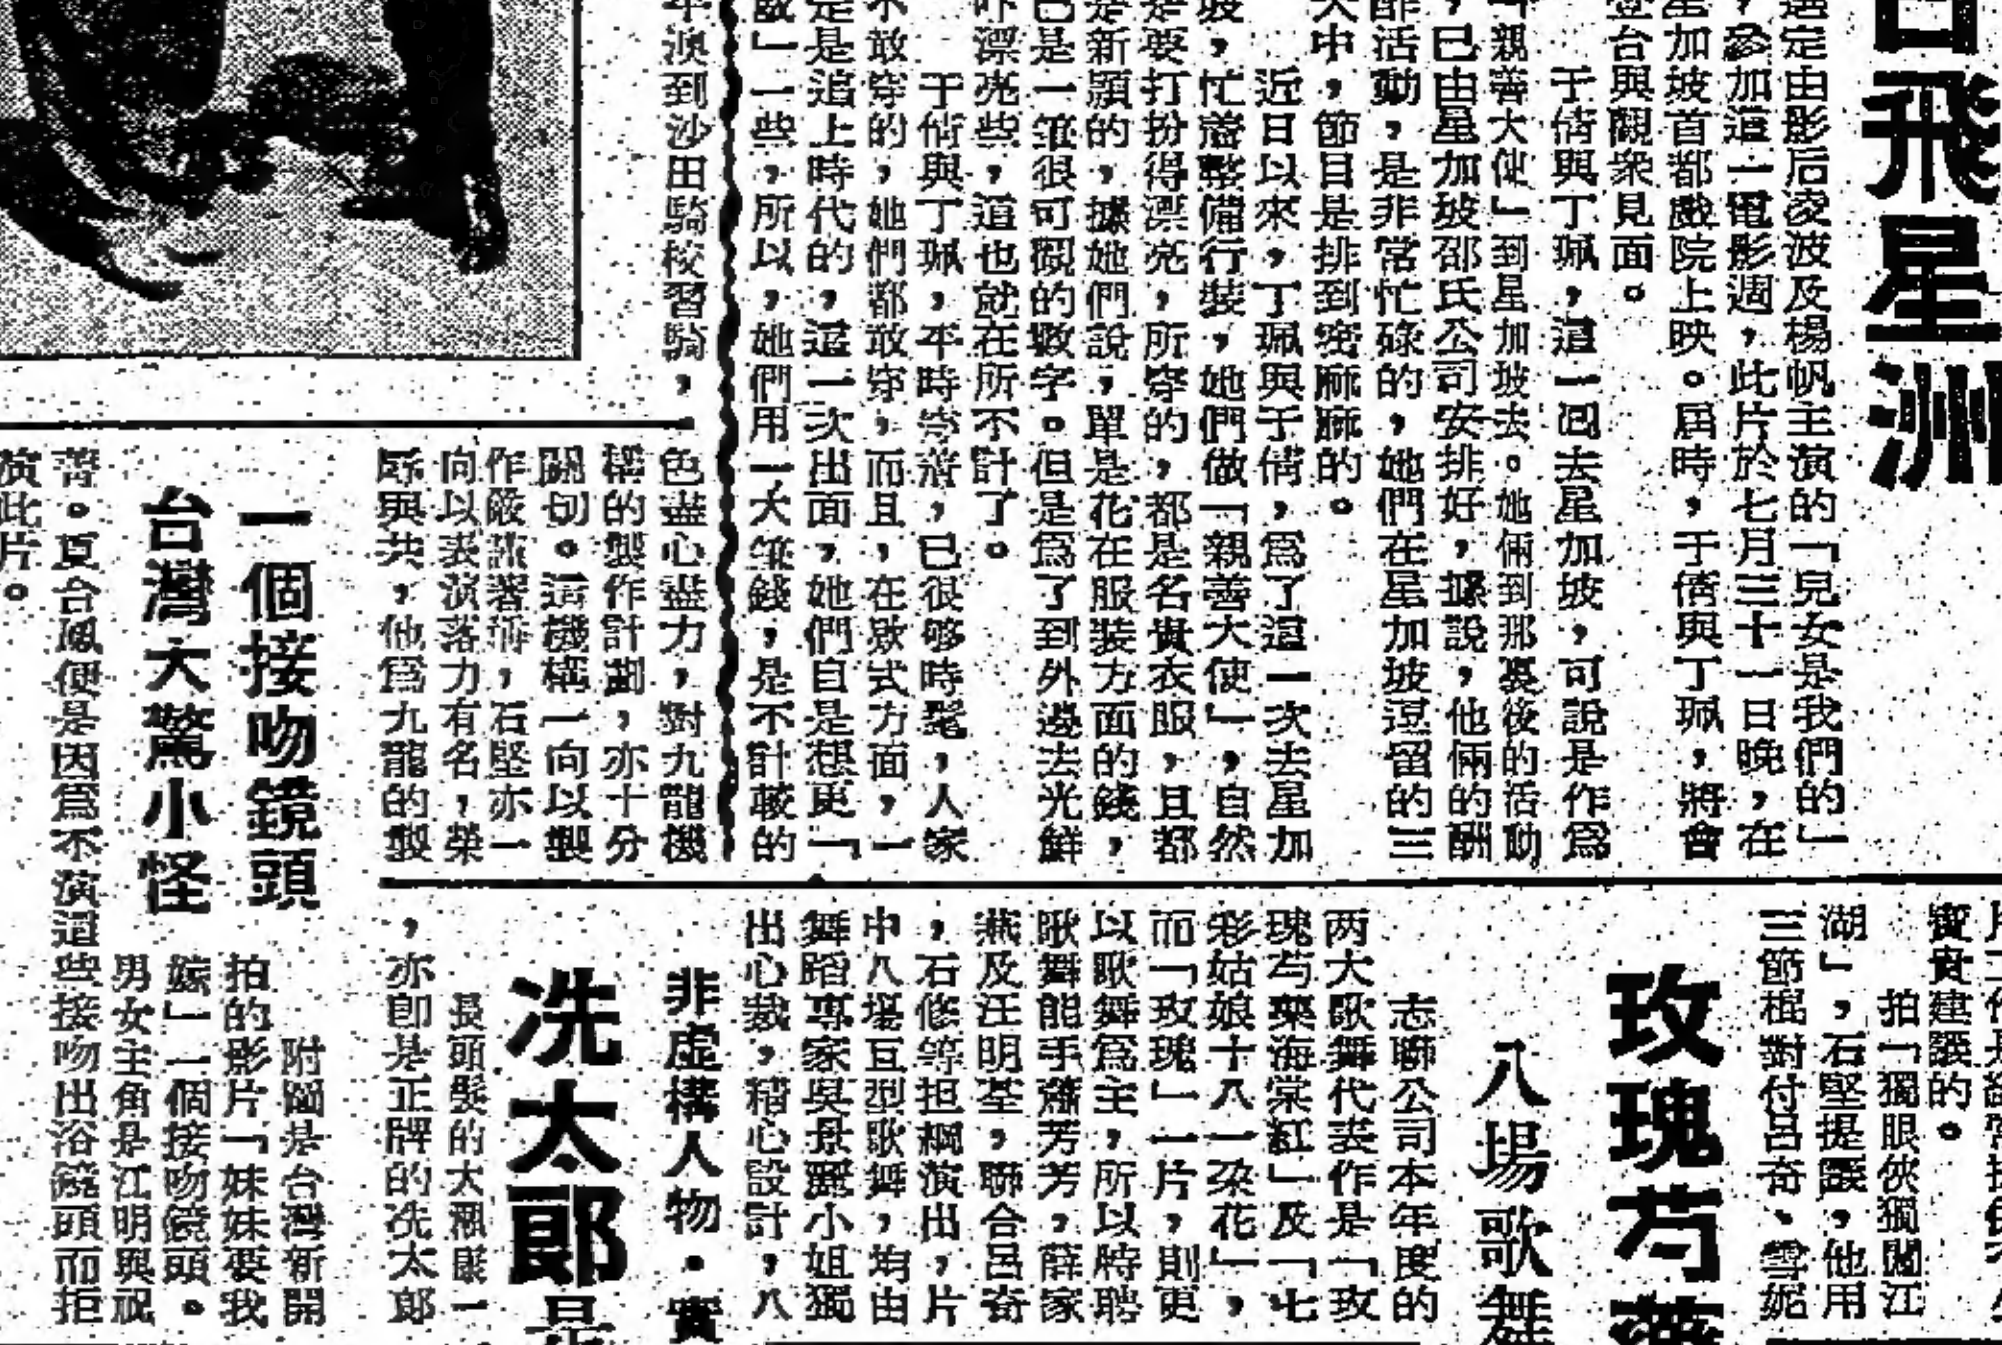 日飛星洲
選定由影后凌波及楊帆主演的「兒女是我們的」
，參加這一電影週，此片於七月三十一日晚，在
星加坡首都戲院上映。屆時，于倩與丁珮，將會
登台與觀衆見面。
于倩與丁珮，這一回去星加坡，可說是作爲
親善大使」到星加坡去。她倆到那裏後的活動
，已由星加坡邵氏公司安排好，據說，他倆的酬
酢活動，是非常忙碌的，她們在星加坡逗留的三
天中，節目是排到密麻麻的。
近日以來，丁珮與于倩，爲了這一次去星加
坡，忙着整備行裝，她們做「親善大使」，自然
是要打扮得漂亮，所穿的，都是名貴衣服，且都
是新願的，據她們說，單是花在服裝方面的錢，
已是一筆很可觀的數字。但是爲了到外邊去光鮮
漂亮些，這也就在所不計了。
于倩與丁珮，平時穿着，已很够時髦，人家
不敢穿的，她們都敢穿，而且，在欵式方面，一
是追上時代的，這一次出面，她們自是想更「
」一些，所以，她們用一大筆錢，是不計較的
年澳到沙田騎校習騎，
色盡心盡力，對九龍機
構的製作計劃，亦十分
關切。這機構一向以製
作嚴謹著稱，石堅亦一
向以表演落力有名，榮
辱與共，他爲九龍的製
一個接吻鏡頭
台灣大驚小怪
附圖是台灣新開
拍的影片「妹妹要我
嫁」一個接吻鏡頭。
男女主角是江明與祝
菁。夏台鳳便是因爲不演這些接吻出浴鏡頭而拒
演此片。
寶貴建議的。
拍「獨眼俠獨闖江
湖」，石堅提議，他用
三節棍對付呂奇、雪妮
玫瑰芍藥
八場歌舞
志聯公司本年度的
两大歌舞代表作是「玫
瑰芍藥海棠紅」及「七
彩姑娘十八一朶花」，
而「玫瑰」一片，則更
以歌舞爲主，所以特聘
歌舞能手蕭芳芳，薛家
燕及汪明荃，聯合呂奇
，石修等担綱演出，片
中八場巨型歌舞，均由
舞蹈專家吳景麗小姐獨
出心裁，精心設計，八
非虛構人物．實
冼太郎是
長頭髮的大懸謎一
，亦即是正牌的冼太郎